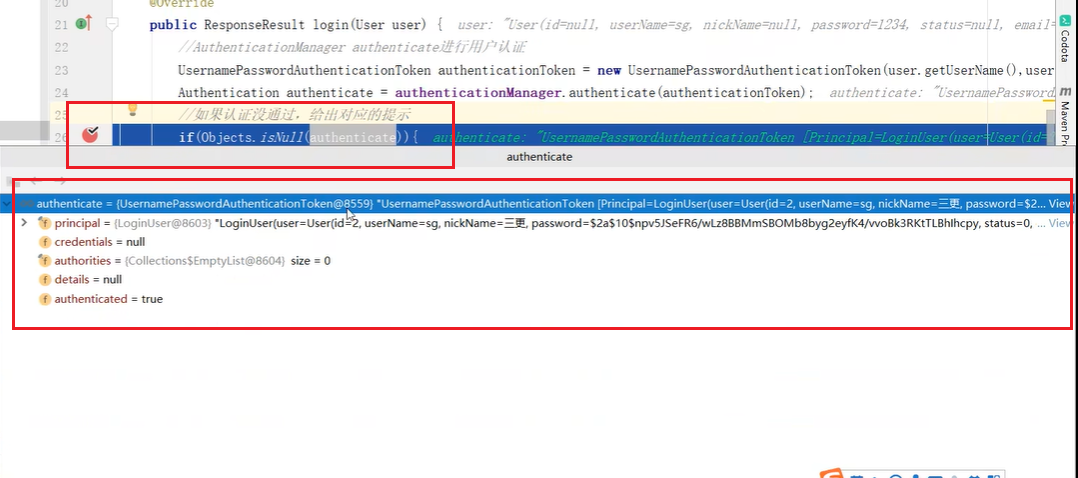 20 @Override
21 public ResponseResult login(User user) { user: "User(id=null, userName=sg, nickName=null, password=1234, status=null, email=
22 //AuthenticationManager authenticate进行用户认证
23 UsernamePasswordAuthenticationToken authenticationToken = new UsernamePasswordAuthenticationToken(user.getUserName(),user
24 Authentication authenticate = authenticationManager.authenticate(authenticationToken); authenticate: "UsernamePassword
25 //如果认证没通过，给出对应的提示
26 if(Objects.isNull(authenticate)){ authenticate: "UsernamePasswordAuthenticationToken [Principal=LoginUser(user=User(id=
Codota
m Maven Pr
authenticate
authenticate = {UsernamePasswordAuthenticationToken@8559} "UsernamePasswordAuthenticationToken [Principal=LoginUser(user=User(id=2, userName=sg, nickName=三更, password=$2... View
f principal = {LoginUser@8603} "LoginUser(user=User(id=2, userName=sg, nickName=三更, password=$2a$10$npv5JSeFR6/wLz8BBMmSBOMb8byg2eyfK4/vvoBk3RKtTLBhlhcpy, status=0, ... View
f credentials = null
f authorities = {Collections$EmptyList@8604} size = 0
f details = null
f authenticated = true